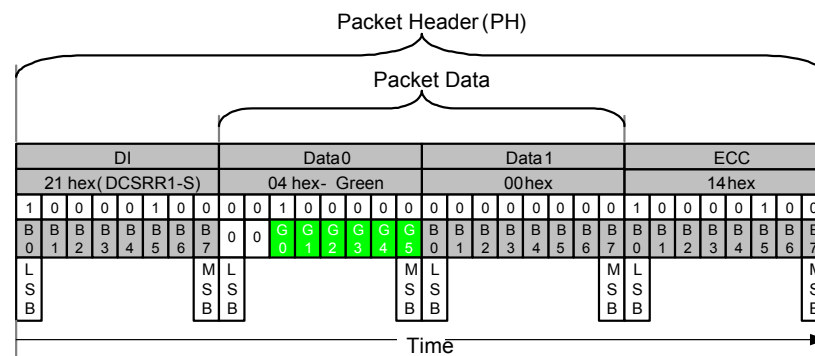 Packet Header (PH)
Packet Data
DI Data0 Data1 ECC
21 hex( DCSRR1-S) 04 hex- Green 00hex 14hex
1 0 0 0 0 1 0 0 0 0 1 0 0 0 0 0 0 0 0 0 0 0 0 0 1 0 0 0 0 1 0 0
B0 B1 B2 B3 B4 B5 B6 B7 0 0 G0 G1 G2 G3 G4 G5 B0 B1 B2 B3 B4 B5 B6 B7 B0 B1 B2 B3 B4 B5 B6 B7
LSB MSB LSB MSB LSB MSB LSB MSB
Time